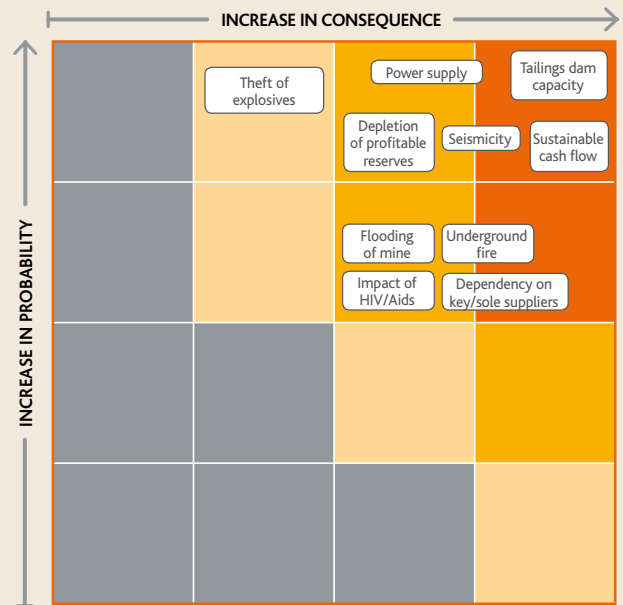 INCREASE IN CONSEQUENCE
INCREASE IN PROBABILITY
Theft of
explosives
Power supply
Tailings dam
capacity
Depletion
of profitable
reserves
Seismicity
Sustainable
cash flow
Flooding
of mine
Underground
fire
Impact of
HIV/Aids
Dependency on
key/sole suppliers